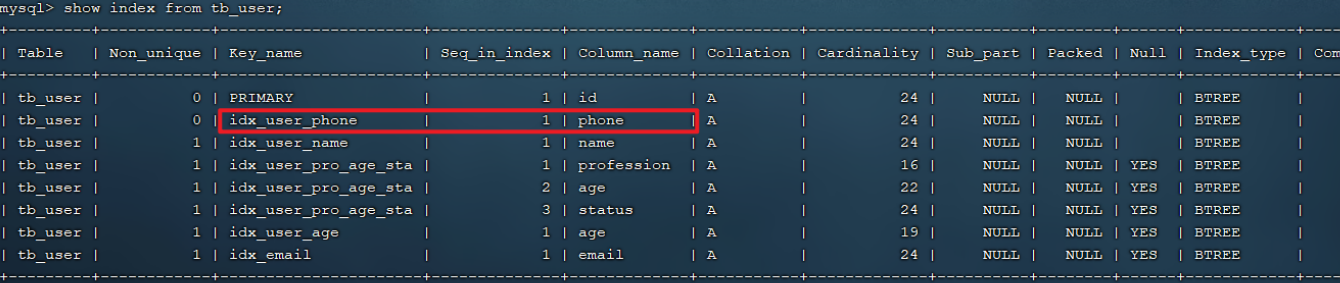 mysql> show index from tb_user;
+---------+------------+----------------------+--------------+-------------+-----------+-------------+----------+--------+------+------------+----
| Table | Non_unique | Key_name | Seq_in_index | Column_name | Collation | Cardinality | Sub_part | Packed | Null | Index_type | Com
+---------+------------+----------------------+--------------+-------------+-----------+-------------+----------+--------+------+------------+----
| tb_user | 0 | PRIMARY | 1 | id | A | 24 | NULL | NULL | | BTREE |
| tb_user | 0 | idx_user_phone | 1 | phone | A | 24 | NULL | NULL | | BTREE |
| tb_user | 1 | idx_user_name | 1 | name | A | 24 | NULL | NULL | | BTREE |
| tb_user | 1 | idx_user_pro_age_sta | 1 | profession | A | 16 | NULL | NULL | YES | BTREE |
| tb_user | 1 | idx_user_pro_age_sta | 2 | age | A | 22 | NULL | NULL | YES | BTREE |
| tb_user | 1 | idx_user_pro_age_sta | 3 | status | A | 24 | NULL | NULL | YES | BTREE |
| tb_user | 1 | idx_user_age | 1 | age | A | 19 | NULL | NULL | YES | BTREE |
| tb_user | 1 | idx_email | 1 | email | A | 24 | NULL | NULL | YES | BTREE |
+---------+------------+----------------------+--------------+-------------+-----------+-------------+----------+--------+------+------------+----